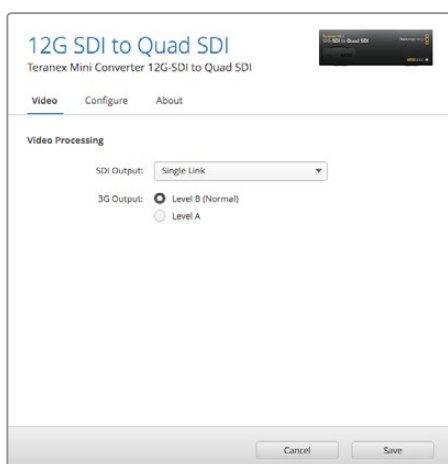 12G SDI to Quad SDI
Teranex Mini Converter 12G-SDI to Quad SDI
Video Configure About
Video Processing
SDI Output: Single Link
3G Output: Level B (Normal)
Level A
Cancel Save